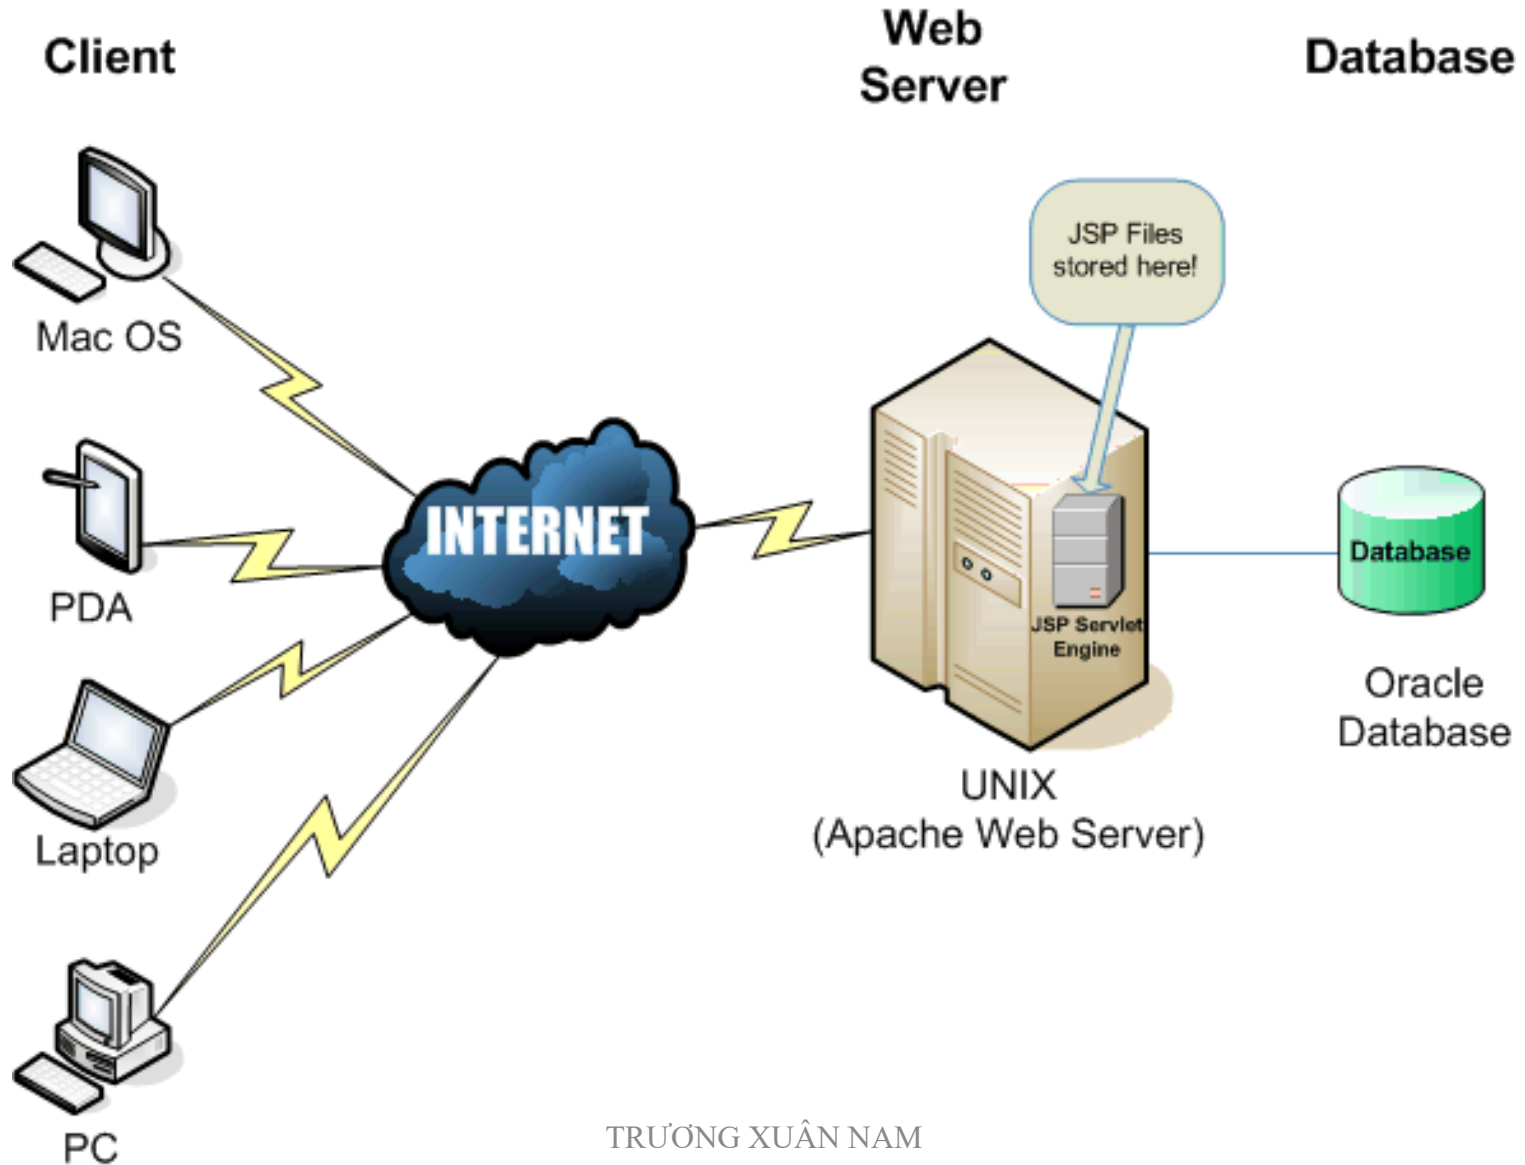 Client
Web
Server
Database
JSP Files
stored here!
Mac OS
INTERNET
PDA
Database
JSP Servlet
Engine
Oracle
Database
UNIX
(Apache Web Server)
Laptop
PC
TRƯƠNG XUÂN NAM